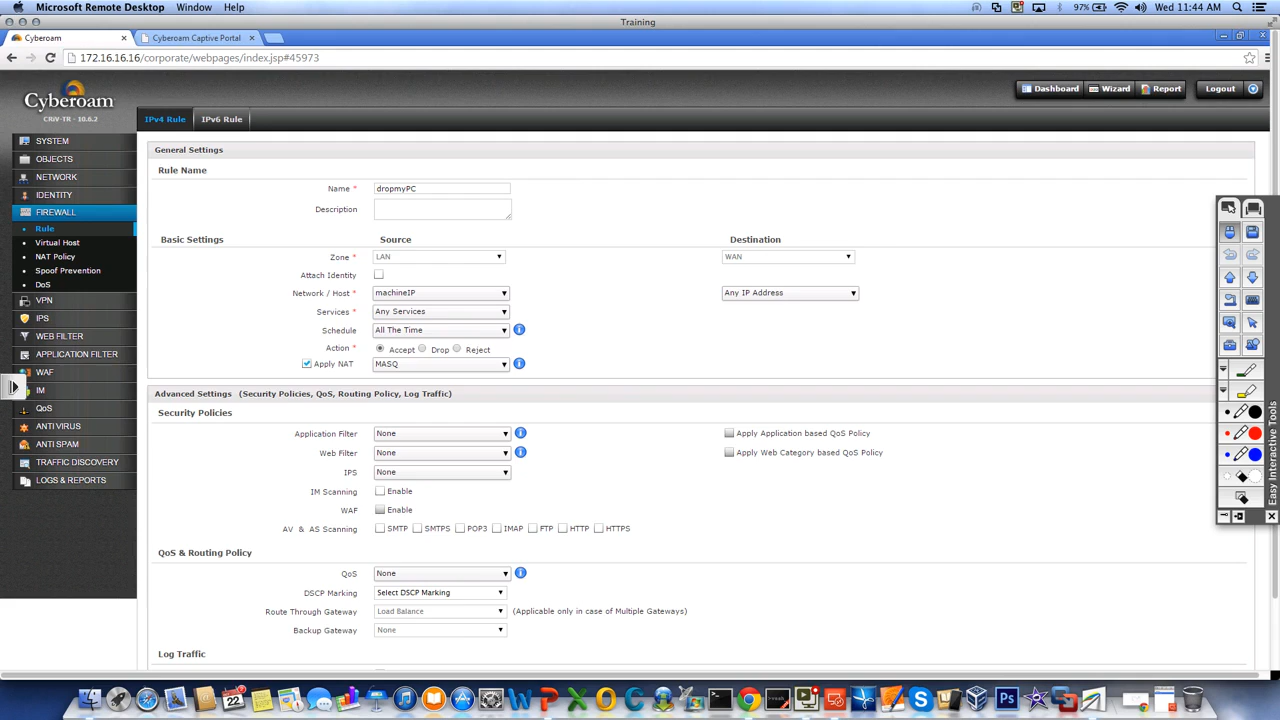 Microsoft Remote Desktop Window Help 97% Wed 11:44 AM
Training
Cyberoam Cyberoam Captive Portal
172.16.16.16/corporate/webpages/index.jsp#45973
Cyberoam
CRiV-TR - 10.6.2
Dashboard Wizard Report Logout
IPv4 Rule IPv6 Rule
SYSTEM
OBJECTS
NETWORK
IDENTITY
FIREWALL
Rule
Virtual Host
NAT Policy
Spoof Prevention
DoS
VPN
IPS
WEB FILTER
APPLICATION FILTER
WAF
IM
QoS
ANTI VIRUS
ANTI SPAM
TRAFFIC DISCOVERY
LOGS & REPORTS
General Settings
Rule Name
Name * dropmyPC
Description
Basic Settings Source Destination
Zone * LAN WAN
Attach Identity
Network / Host * machineIP Any IP Address
Services * Any Services
Schedule All The Time
Action * Accept Drop Reject
Apply NAT MASQ
Advanced Settings (Security Policies, QoS, Routing Policy, Log Traffic)
Security Policies
Application Filter None Apply Application based QoS Policy
Web Filter None Apply Web Category based QoS Policy
IPS None
IM Scanning Enable
WAF Enable
AV & AS Scanning SMTP SMTPS POP3 IMAP FTP HTTP HTTPS
QoS & Routing Policy
QoS None
DSCP Marking Select DSCP Marking
Route Through Gateway Load Balance (Applicable only in case of Multiple Gateways)
Backup Gateway None
Log Traffic
Easy Interactive Tools
22